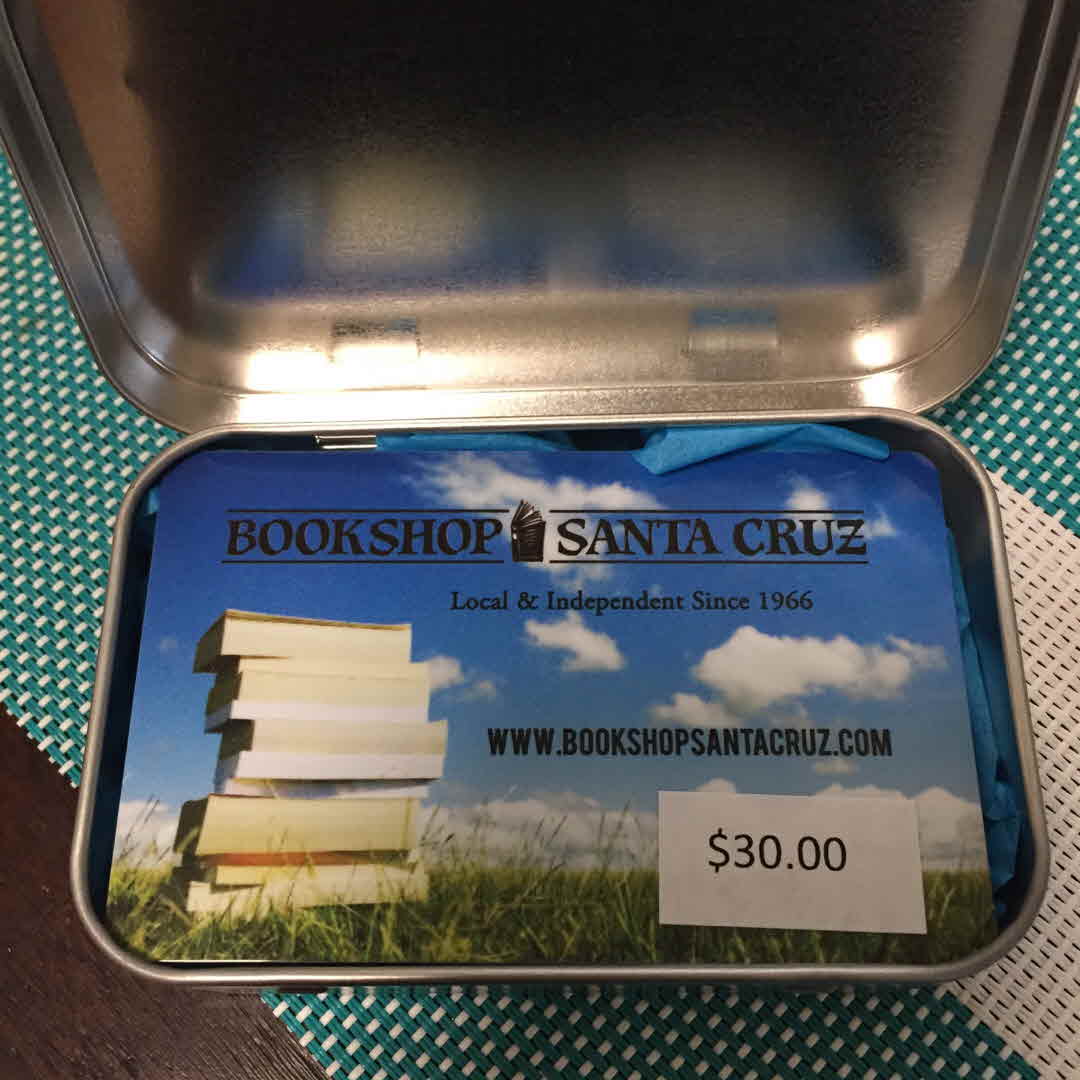 BOOKSHOP SANTA CRUZ
Local & Independent Since 1966
WWW.BOOKSHOPSANTACRUZ.COM
$30.00